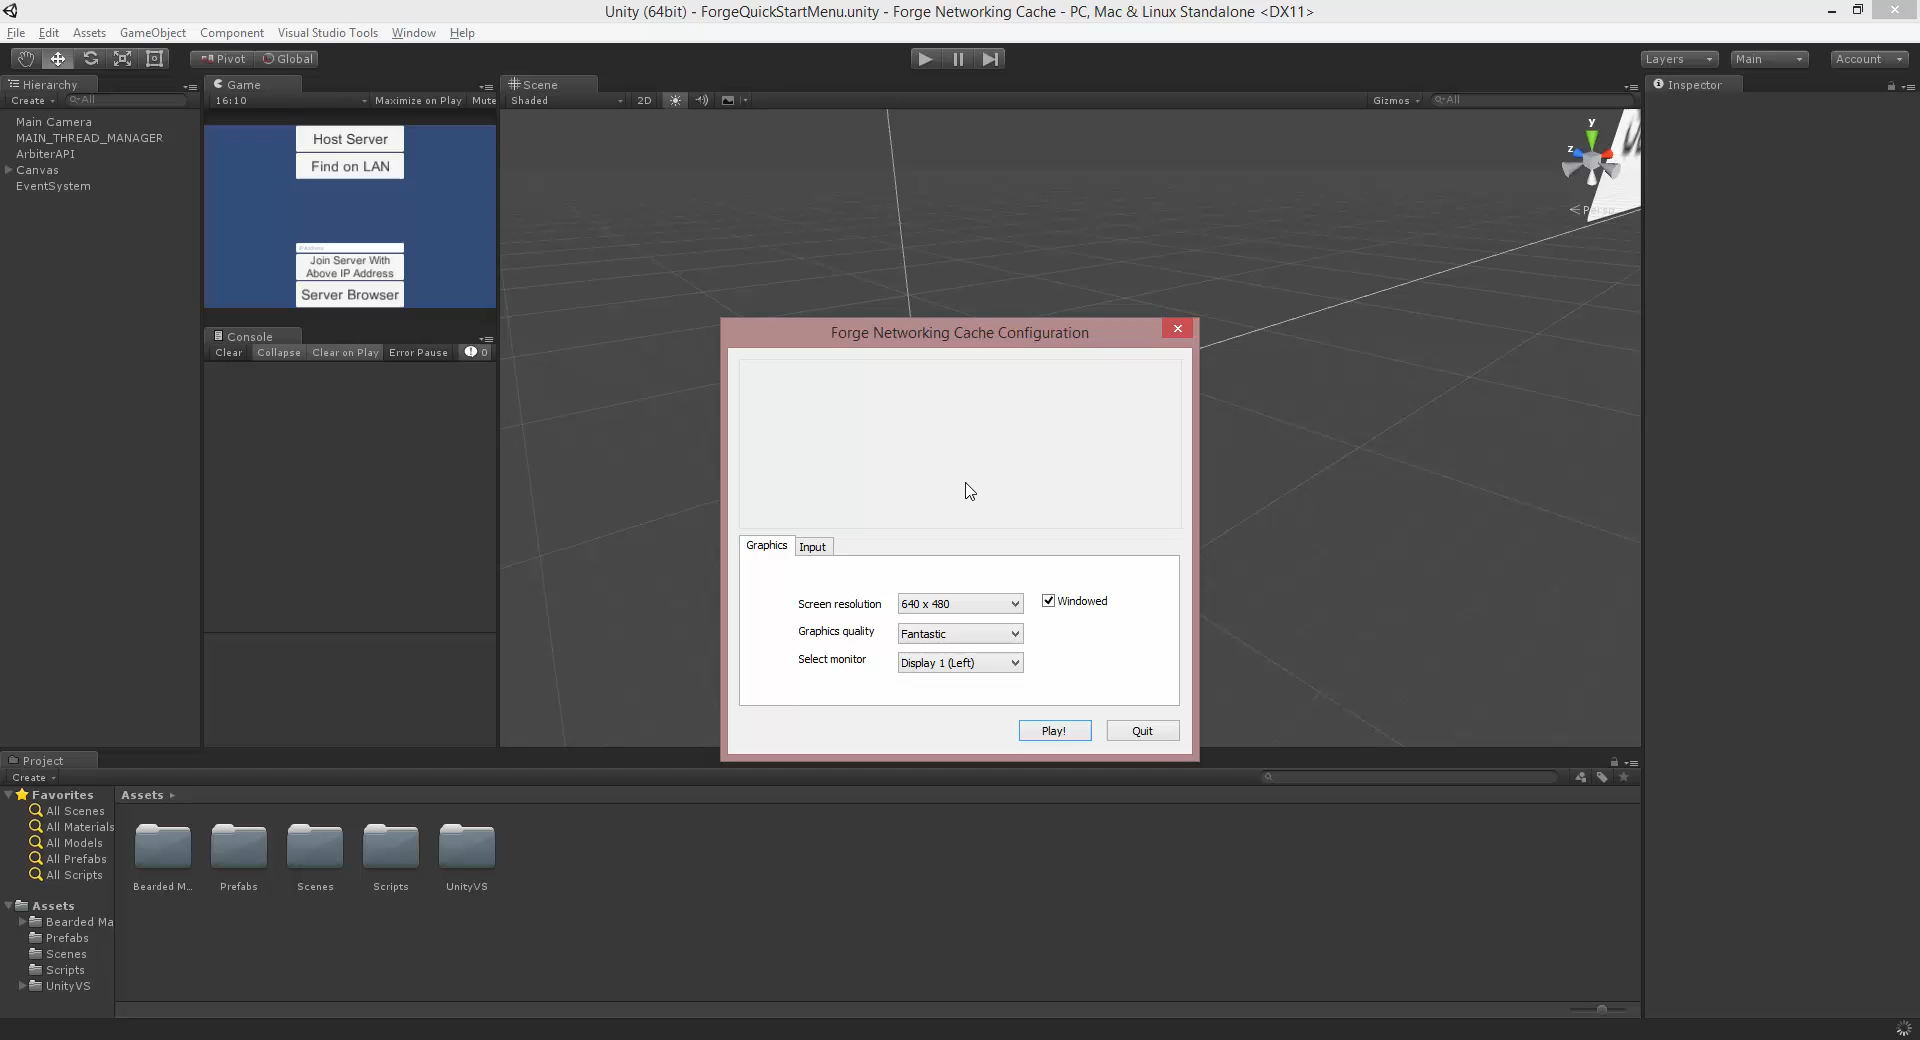 Unity (64bit) - ForgeQuickStartMenu.unity - Forge Networking Cache - PC, Mac & Linux Standalone <DX11>
File Edit Assets GameObject Component Visual Studio Tools Window Help
Pivot Global
Layers Main Account
Hierarchy
Create All
Main Camera
MAIN_THREAD_MANAGER
ArbiterAPI
Canvas
EventSystem
Game
16:10 Maximize on Play Mute
Host Server
Find on LAN
IP Address
Join Server With
Above IP Address
Server Browser
Console
Clear Collapse Clear on Play Error Pause 0
Scene
Shaded 2D Gizmos All
y
z
Persp
Inspector
Forge Networking Cache Configuration
Graphics Input
Screen resolution 640 x 480 Windowed
Graphics quality Fantastic
Select monitor Display 1 (Left)
Play! Quit
Project
Create
Favorites
All Scenes
All Materials
All Models
All Prefabs
All Scripts
Assets
Bearded Ma
Prefabs
Scenes
Scripts
UnityVS
Assets
Bearded M... Prefabs Scenes Scripts UnityVS